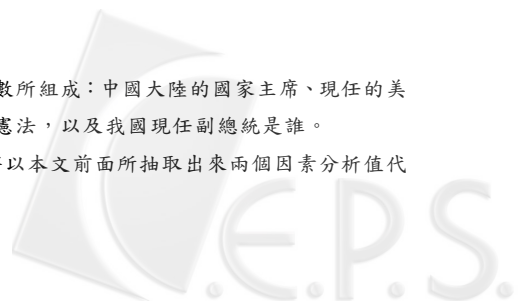 數所組成：中國大陸的國家主席、現任的美
憲法，以及我國現任副總統是誰。
以本文前面所抽取出來兩個因素分析值代
C.E.P.S.